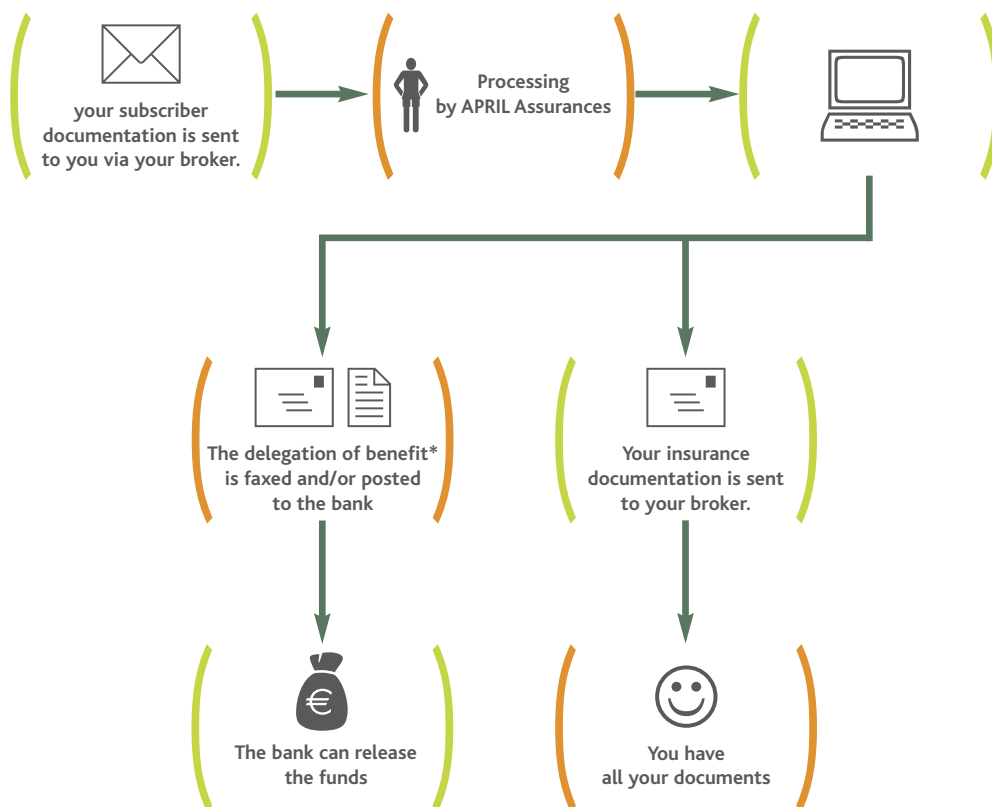 your subscriber
documentation is sent
to you via your broker.
Processing
by APRIL Assurances
The delegation of benefit*
is faxed and/or posted
to the bank
Your insurance
documentation is sent
to your broker.
€
The bank can release
the funds
You have
all your documents